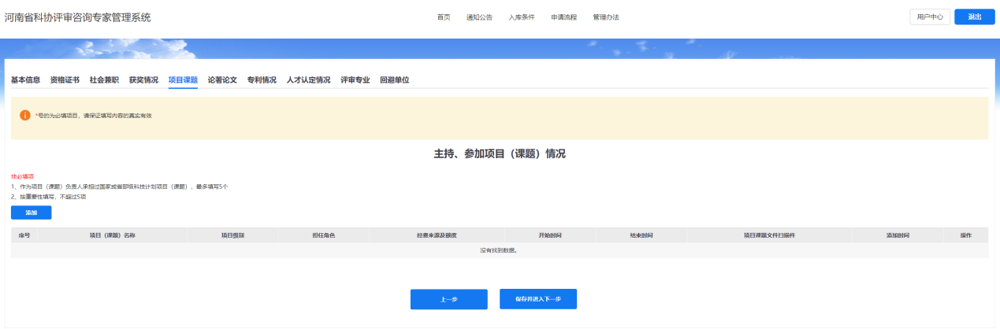 河南省科协评审咨询专家管理系统
首页 通知公告 入库条件 申请流程 管理办法
用户中心 退出
基本信息 资格证书 社会兼职 获奖情况 项目课题 论著论文 专利情况 人才认定情况 评审专业 回避单位
*号的为必填项目，请保证填写内容的真实有效
主持、参加项目（课题）情况
非必填项
1、作为项目（课题）负责人承担过国家或省部级科技计划项目（课题），最多填写5个
2、按重要性填写，不超过5项
添加
序号 项目（课题）名称 项目级别 担任角色 经费来源及额度 开始时间 结束时间 项目课题文件扫描件 添加时间 操作
没有找到数据。
上一步 保存并进入下一步